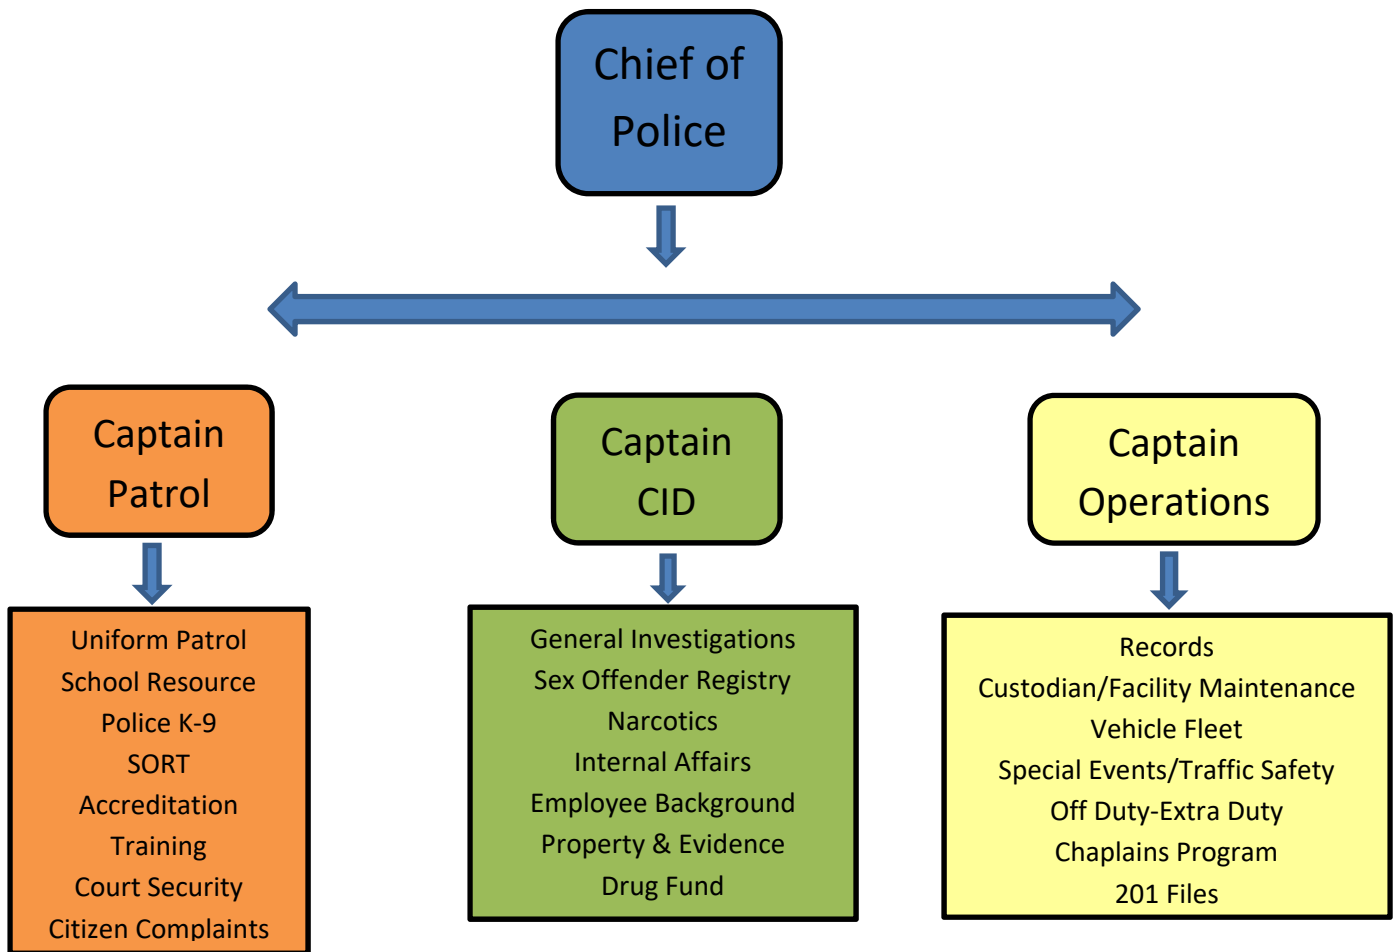 Chief of
Police
Captain
Patrol
Captain
CID
Captain
Operations
Uniform Patrol
School Resource
Police K-9
SORT
Accreditation
Training
Court Security
Citizen Complaints
General Investigations
Sex Offender Registry
Narcotics
Internal Affairs
Employee Background
Property & Evidence
Drug Fund
Records
Custodian/Facility Maintenance
Vehicle Fleet
Special Events/Traffic Safety
Off Duty-Extra Duty
Chaplains Program
201 Files